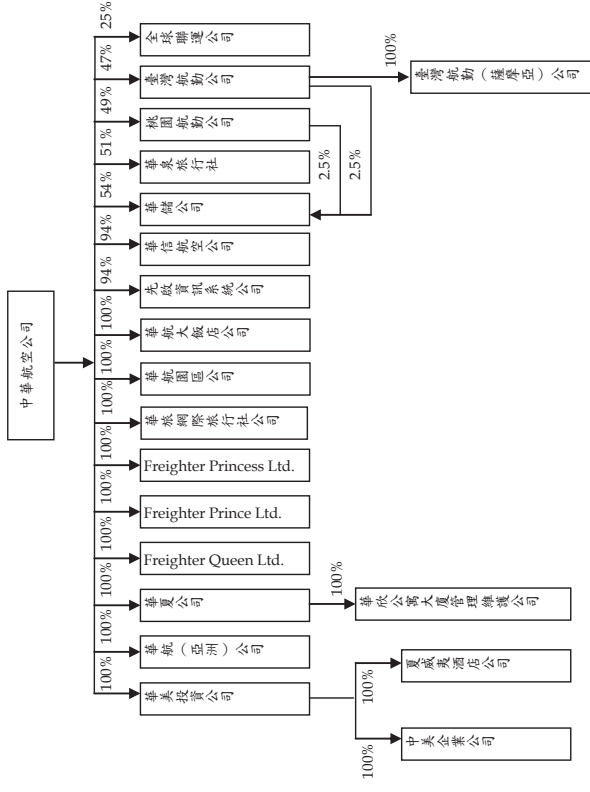 中華航空公司
100%
華美投資公司
100%
華航（亞洲）公司
100%
華夏公司
100%
Freighter Queen Ltd.
100%
Freighter Prince Ltd.
100%
Freighter Princess Ltd.
100%
華旅網際旅行社公司
100%
華航園區公司
100%
華航大飯店公司
94%
先啟資訊系統公司
94%
華信航空公司
54%
華儲公司
51%
華泉旅行社
49%
桃園航勤公司
47%
臺灣航勤公司
25%
全球聯運公司
2.5%
2.5%
100%
中美企業公司
100%
夏威夷酒店公司
100%
華欣公寓大廈管理維護公司
100%
臺灣航勤（薩摩亞）公司